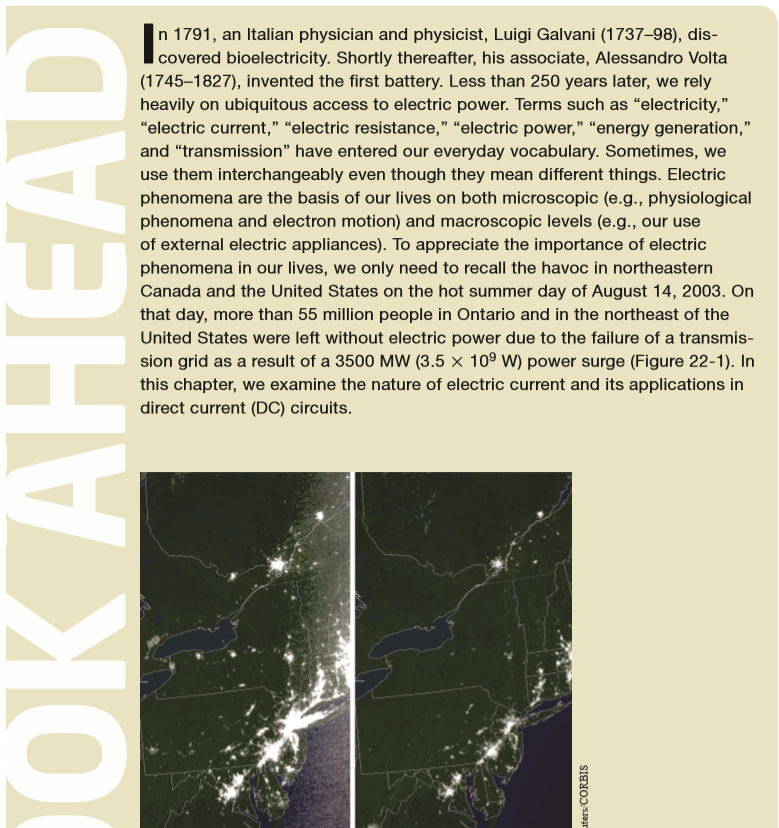 In 1791, an Italian physician and physicist, Luigi Galvani (1737–98), dis-
covered bioelectricity. Shortly thereafter, his associate, Alessandro Volta
(1745–1827), invented the first battery. Less than 250 years later, we rely
heavily on ubiquitous access to electric power. Terms such as “electricity,”
“electric current,” “electric resistance,” “electric power,” “energy generation,”
and “transmission” have entered our everyday vocabulary. Sometimes, we
use them interchangeably even though they mean different things. Electric
phenomena are the basis of our lives on both microscopic (e.g., physiological
phenomena and electron motion) and macroscopic levels (e.g., our use
of external electric appliances). To appreciate the importance of electric
phenomena in our lives, we only need to recall the havoc in northeastern
Canada and the United States on the hot summer day of August 14, 2003. On
that day, more than 55 million people in Ontario and in the northeast of the
United States were left without electric power due to the failure of a transmis-
sion grid as a result of a 3500 MW (3.5 × 10⁹ W) power surge (Figure 22-1). In
this chapter, we examine the nature of electric current and its applications in
direct current (DC) circuits.
OOK AHEAD
ters/CORBIS